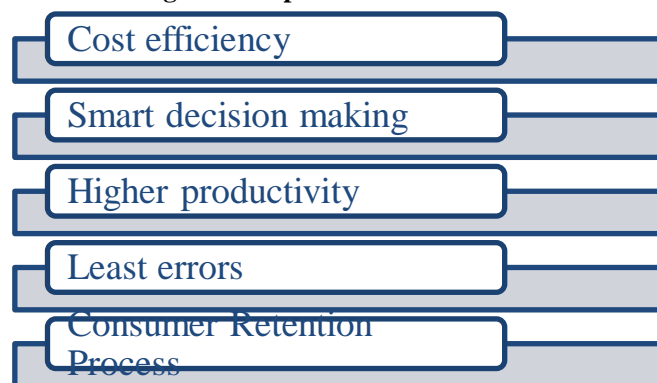 Cost efficiency
Smart decision making
Higher productivity
Least errors
Consumer Retention
Process